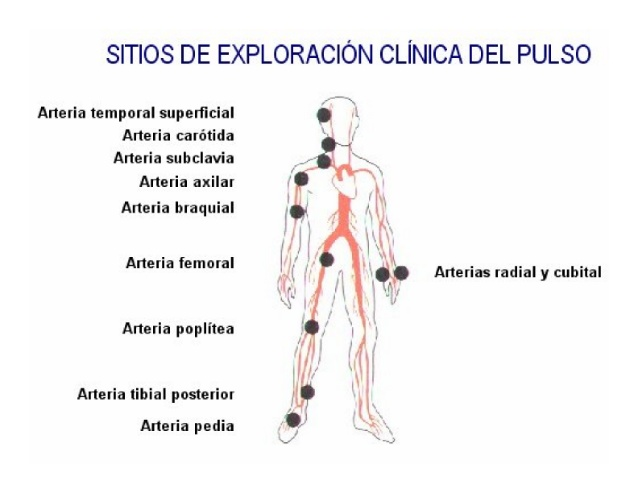 SITIOS DE EXPLORACIÓN CLÍNICA DEL PULSO
Arteria temporal superficial
Arteria carótida
Arteria subclavia
Arteria axilar
Arteria braquial
Arteria femoral
Arterias radial y cubital
Arteria poplítea
Arteria tibial posterior
Arteria pedia